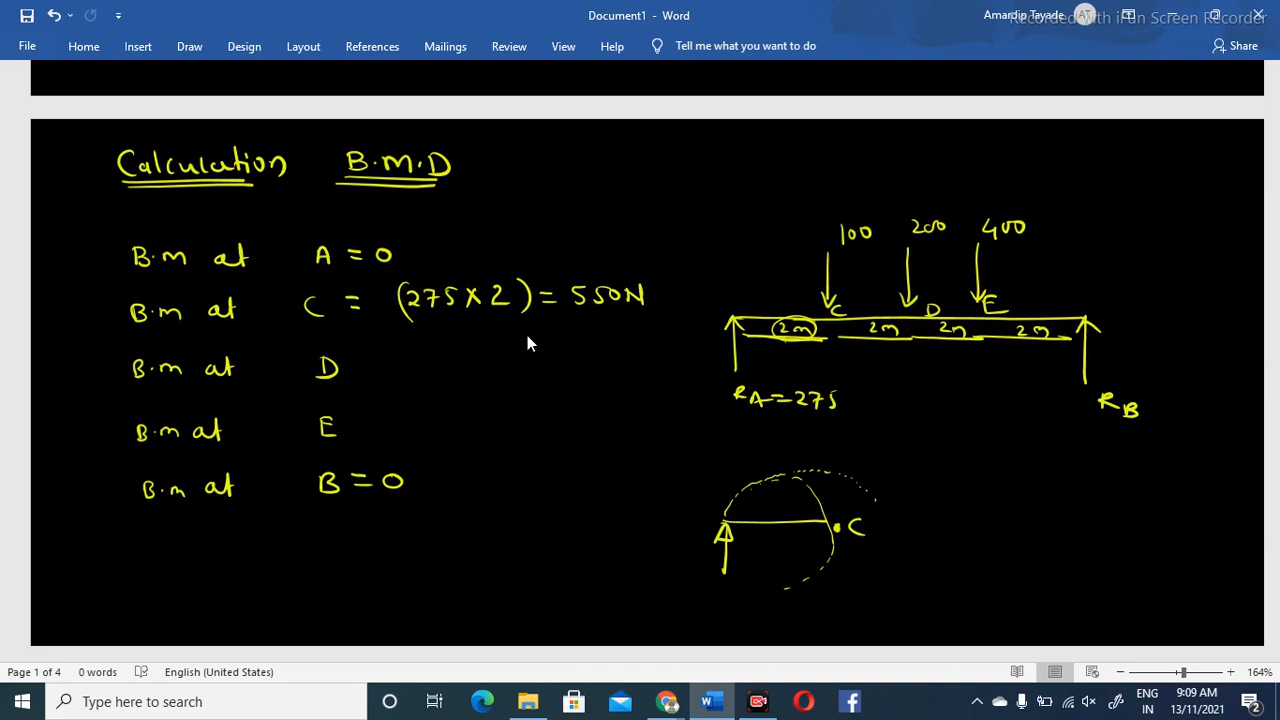 Document1 - Word
Amardip Tayade
AT
Recorded with iFun Screen Recorder
File Home Insert Draw Design Layout References Mailings Review View Help Tell me what you want to do Share
Calculation B.M.D
B.m at A = 0
B.m at C = (275 × 2) = 550N
B.m at D
B.m at E
B.m at B = 0
100 200 400
C D E
2m 2m 2m 2m
RA = 275
RB
A C
Page 1 of 4 0 words English (United States) 164%
Type here to search
ENG
IN
9:09 AM
13/11/2021
2